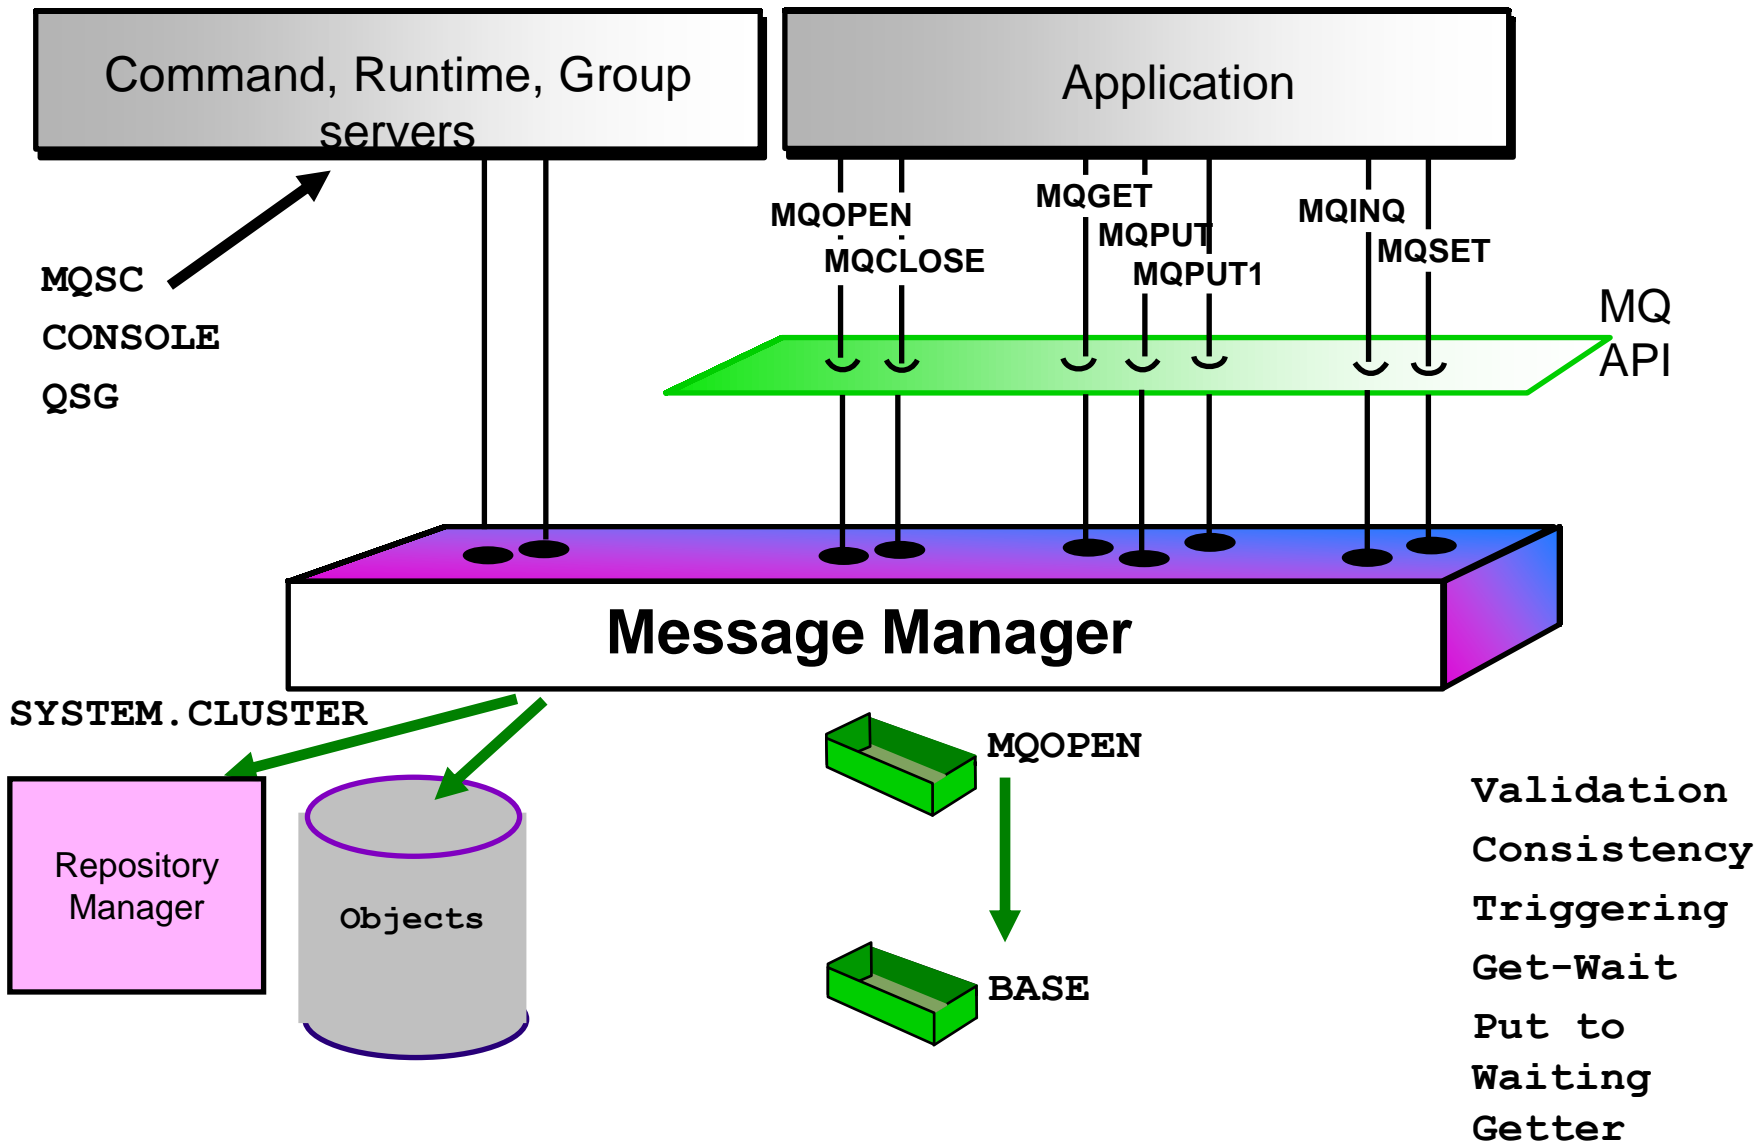 Command, Runtime, Group
servers
Application
MQOPEN
MQCLOSE
MQGET
MQPUT
MQPUT1
MQINQ
MQSET
MQ
API
MQSC
CONSOLE
QSG
Message Manager
SYSTEM.CLUSTER
Repository
Manager
Objects
MQOPEN
BASE
Validation
Consistency
Triggering
Get-Wait
Put to
Waiting
Getter